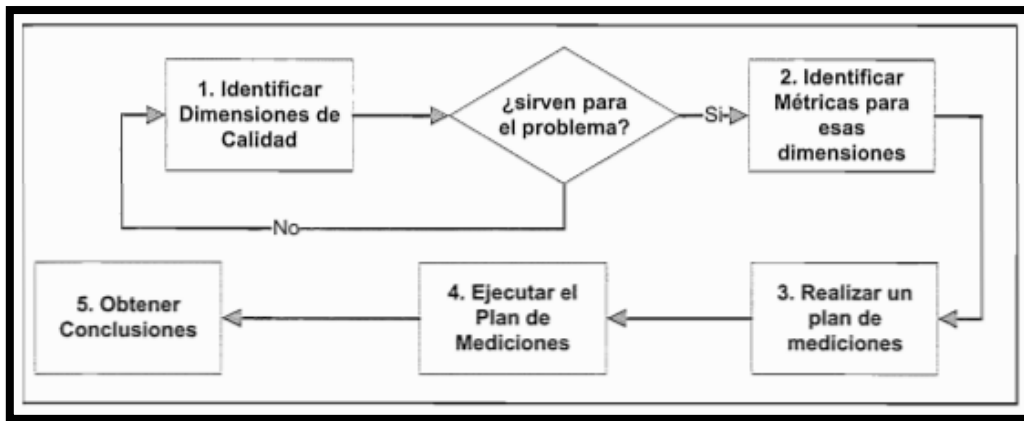 1. Identificar
Dimensiones de
Calidad
¿sirven para
el problema?
Si
2. Identificar
Métricas para
esas
dimensiones
No
5. Obtener
Conclusiones
4. Ejecutar el
Plan de
Mediciones
3. Realizar un
plan de
mediciones